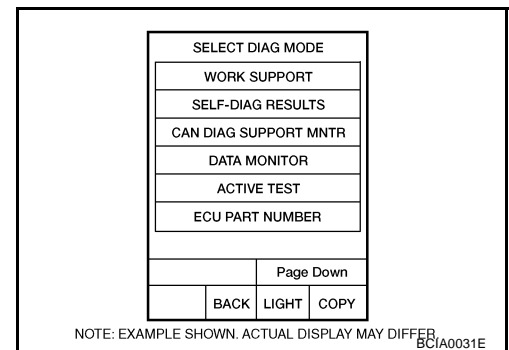 SELECT DIAG MODE
WORK SUPPORT
SELF-DIAG RESULTS
CAN DIAG SUPPORT MNTR
DATA MONITOR
ACTIVE TEST
ECU PART NUMBER
Page Down
BACK LIGHT COPY
NOTE: EXAMPLE SHOWN. ACTUAL DISPLAY MAY DIFFER.
BCIA0031E